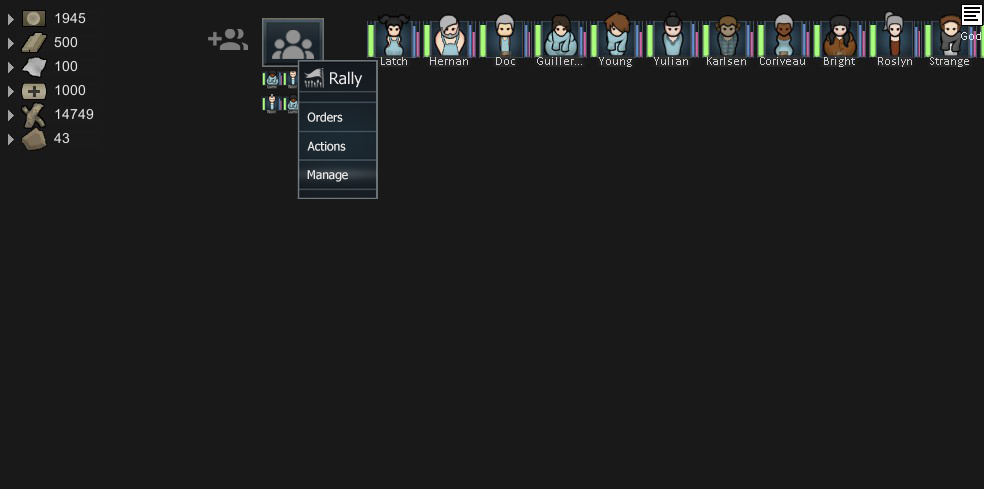 1945
500
100
1000
14749
43
Rally
Orders
Actions
Manage
Latch
Hernan
Doc
Guiller...
Young
Yulian
Karlsen
Coriveau
Bright
Roslyn
Strange
God